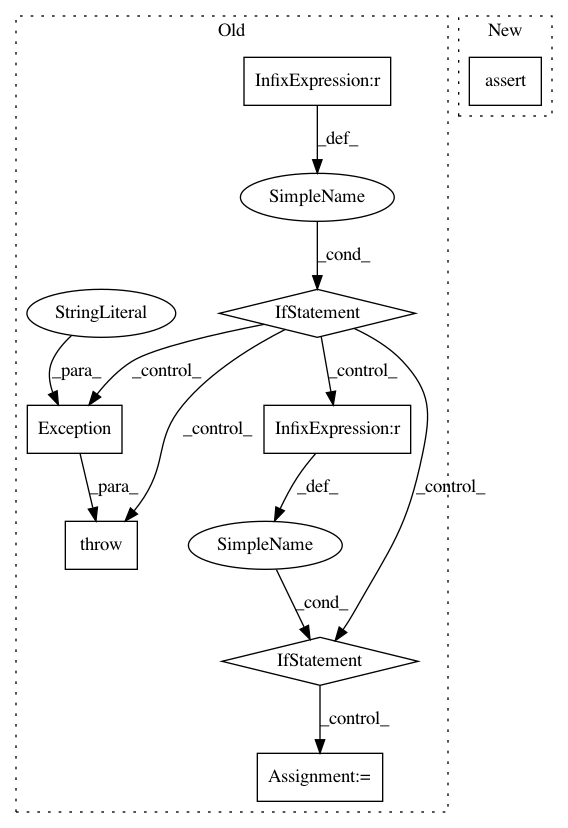 Old
New
InfixExpression:r
assert
_def_
SimpleName
_cond_
StringLiteral
IfStatement
_para_
_control_
_control_
Exception
_control_
InfixExpression:r
_control_
_para_
_def_
throw
SimpleName
_cond_
IfStatement
_control_
Assignment:=